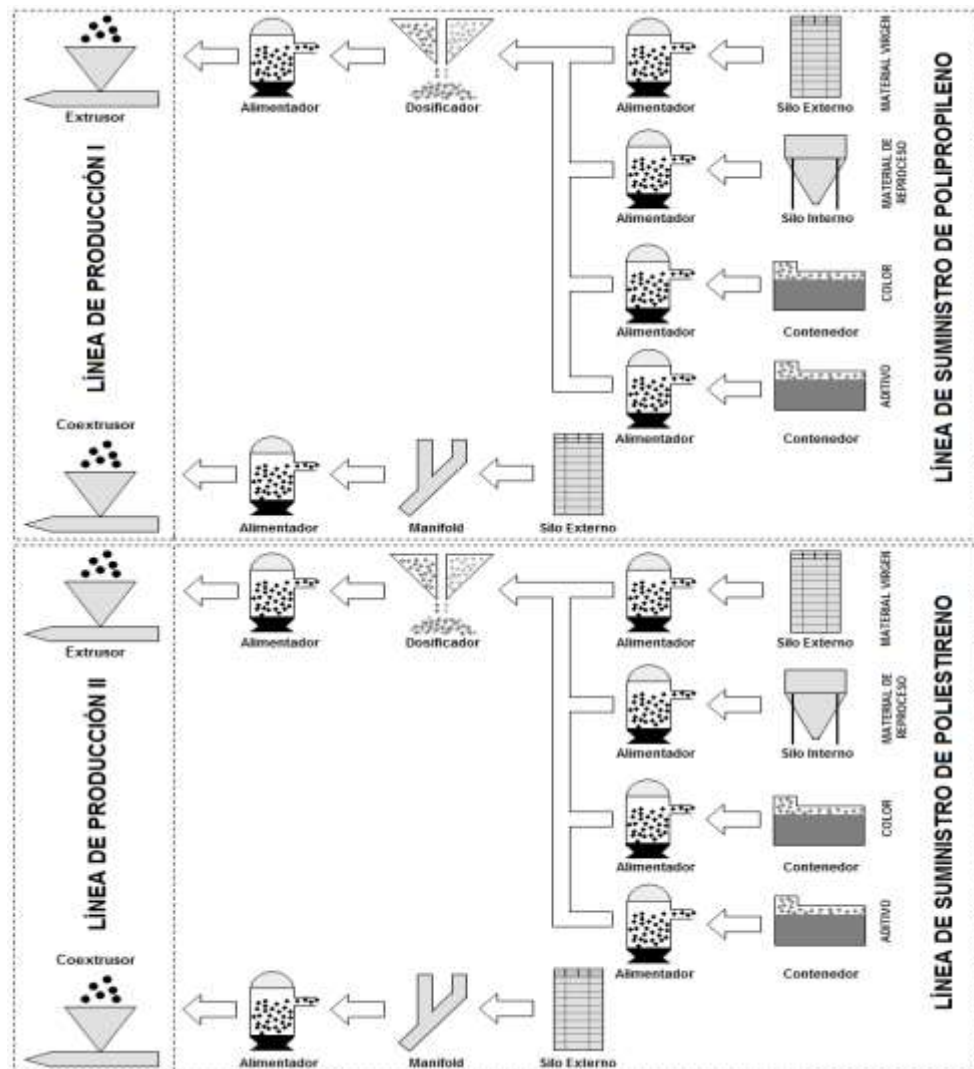 MATERIAL VIRGEN
Extrusor
Alimentador
Dosificador
Alimentador
Silo Externo
MATERIAL DE
REPROCESO
Alimentador
Silo Interno
LÍNEA DE PRODUCCIÓN I
LÍNEA DE SUMINISTRO DE POLIPROPILENO
COLOR
Alimentador
Contenedor
ADITIVO
Coextrusor
Alimentador
Contenedor
Alimentador
Manifold
Silo Externo
MATERIAL VIRGEN
Extrusor
Alimentador
Dosificador
Alimentador
Silo Externo
MATERIAL DE
REPROCESO
Alimentador
Silo Interno
LÍNEA DE PRODUCCIÓN II
LÍNEA DE SUMINISTRO DE POLIESTIRENO
COLOR
Alimentador
Contenedor
ADITIVO
Coextrusor
Alimentador
Contenedor
Alimentador
Manifold
Silo Externo